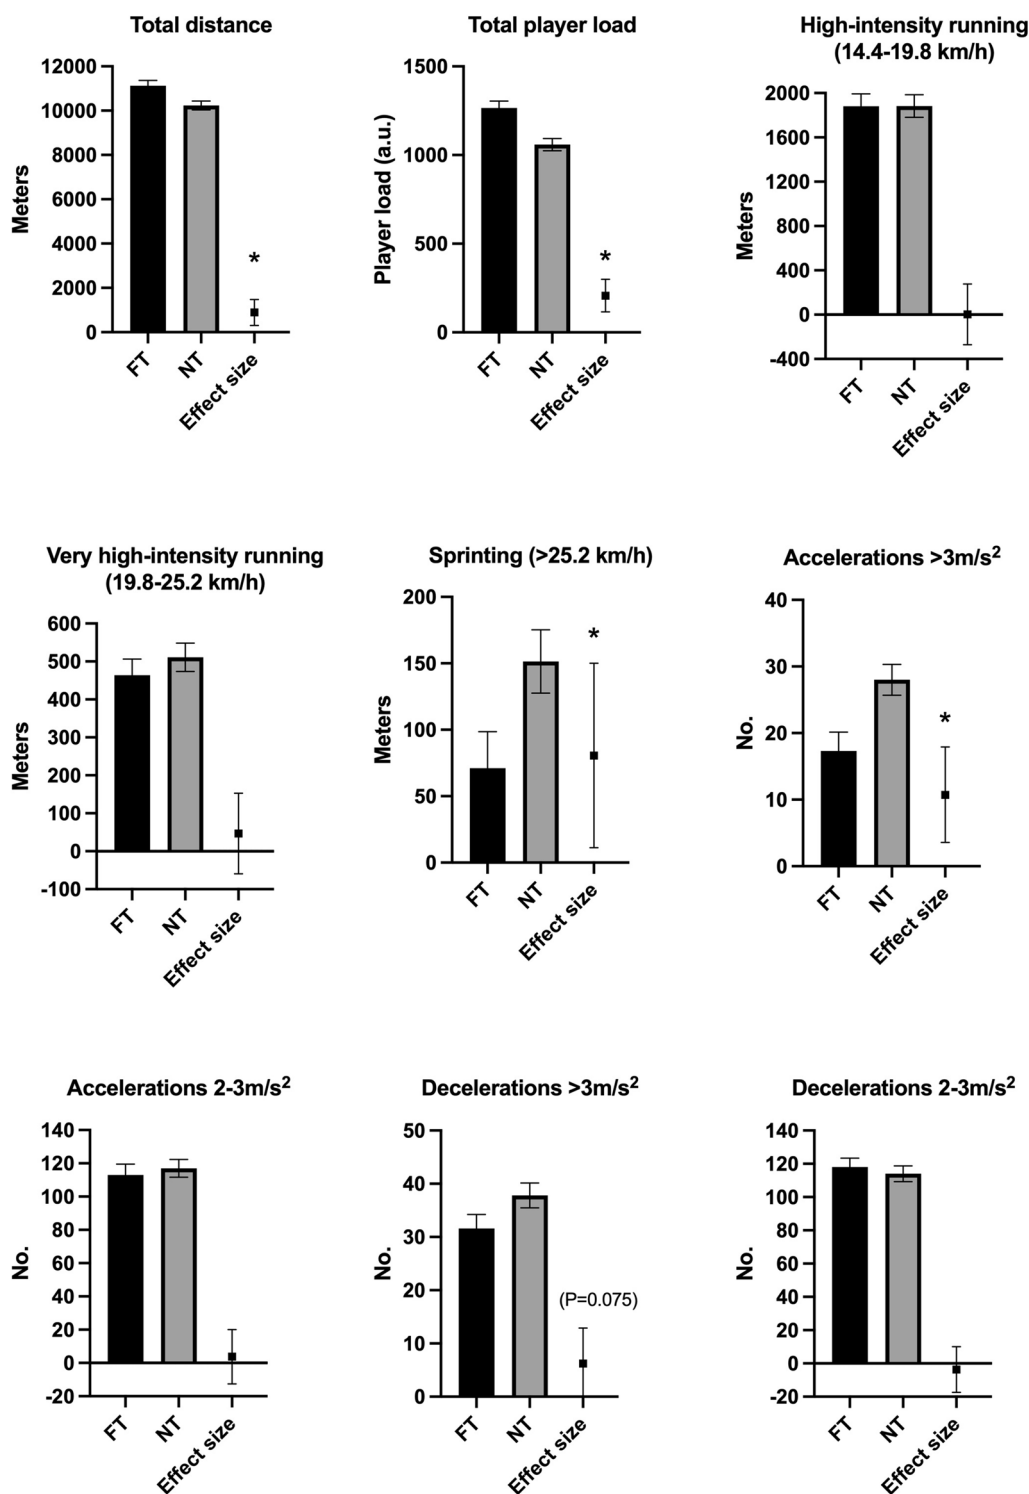 Total distance
12000
10000
8000
6000
4000
2000
0
Meters
*
FT
NT
Effect size
Total player load
1500
1000
500
0
Player load (a.u.)
*
FT
NT
Effect size
High-intensity running
(14.4-19.8 km/h)
2000
1600
1200
800
400
0
-400
Meters
FT
NT
Effect size
Very high-intensity running
(19.8-25.2 km/h)
600
500
400
300
200
100
0
-100
Meters
FT
NT
Effect size
Sprinting (>25.2 km/h)
200
150
100
50
0
Meters
*
FT
NT
Effect size
Accelerations >3m/s²
40
30
20
10
0
No.
*
FT
NT
Effect size
Accelerations 2-3m/s²
140
120
100
80
60
40
20
0
-20
No.
FT
NT
Effect size
Decelerations >3m/s²
50
40
30
20
10
0
No.
(P=0.075)
FT
NT
Effect size
Decelerations 2-3m/s²
140
120
100
80
60
40
20
0
-20
No.
FT
NT
Effect size